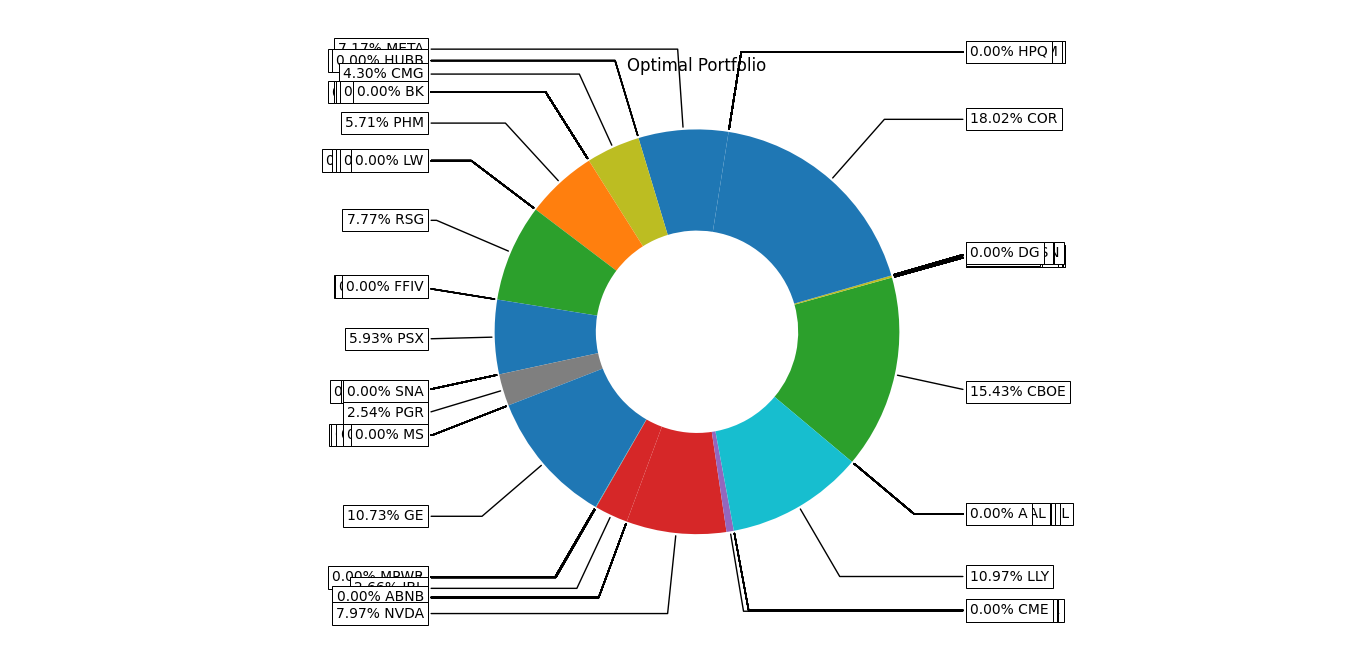 Optimal Portfolio
7.17% META
0.00% HUBB
4.30% CMG
0.00% BK
5.71% PHM
0.00% LW
7.77% RSG
0.00% FFIV
5.93% PSX
0.00% SNA
2.54% PGR
0.00% MS
10.73% GE
0.00% MPWR
0.00% ABNB
7.97% NVDA
0.00% HPQ
18.02% COR
0.00% DG
15.43% CBOE
0.00% A
10.97% LLY
0.00% CME